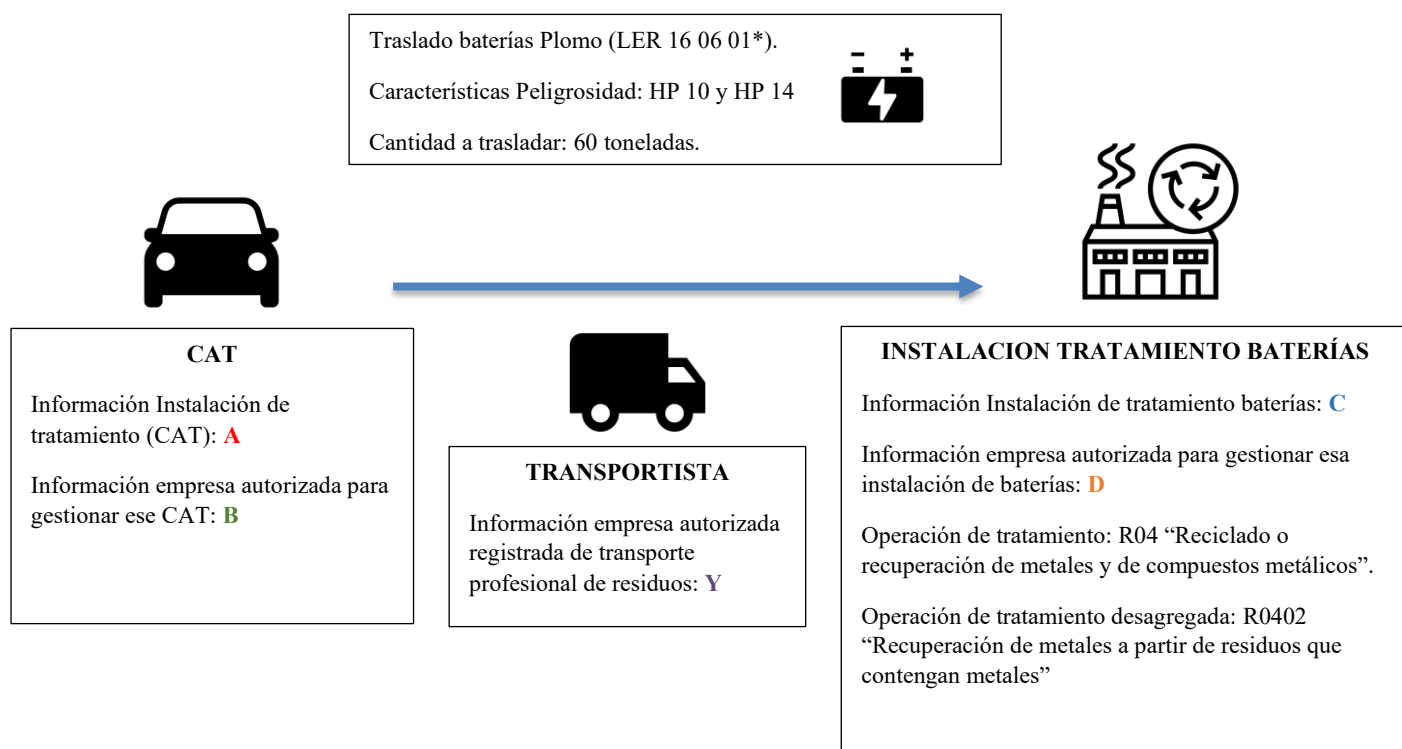 Traslado baterías Plomo (LER 16 06 01*).
Características Peligrosidad: HP 10 y HP 14
Cantidad a trasladar: 60 toneladas.
CAT
Información Instalación de
tratamiento (CAT): A
Información empresa autorizada para
gestionar ese CAT: B
TRANSPORTISTA
Información empresa autorizada
registrada de transporte
profesional de residuos: Y
INSTALACION TRATAMIENTO BATERÍAS
Información Instalación de tratamiento baterías: C
Información empresa autorizada para gestionar esa
instalación de baterías: D
Operación de tratamiento: R04 “Reciclado o
recuperación de metales y de compuestos metálicos”.
Operación de tratamiento desagregada: R0402
“Recuperación de metales a partir de residuos que
contengan metales”